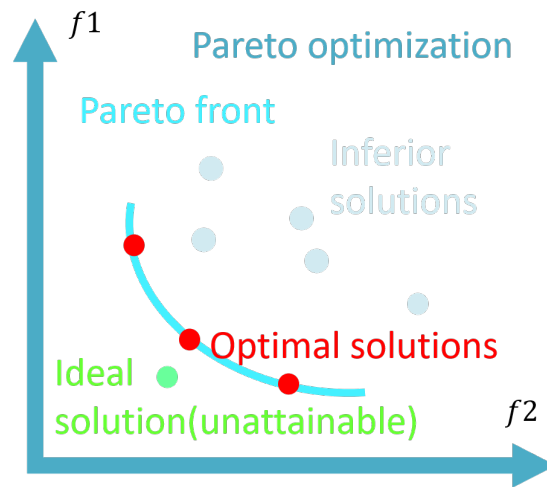 f1
Pareto optimization
Pareto front
Inferior
solutions
Optimal solutions
Ideal
solution(unattainable)
f2